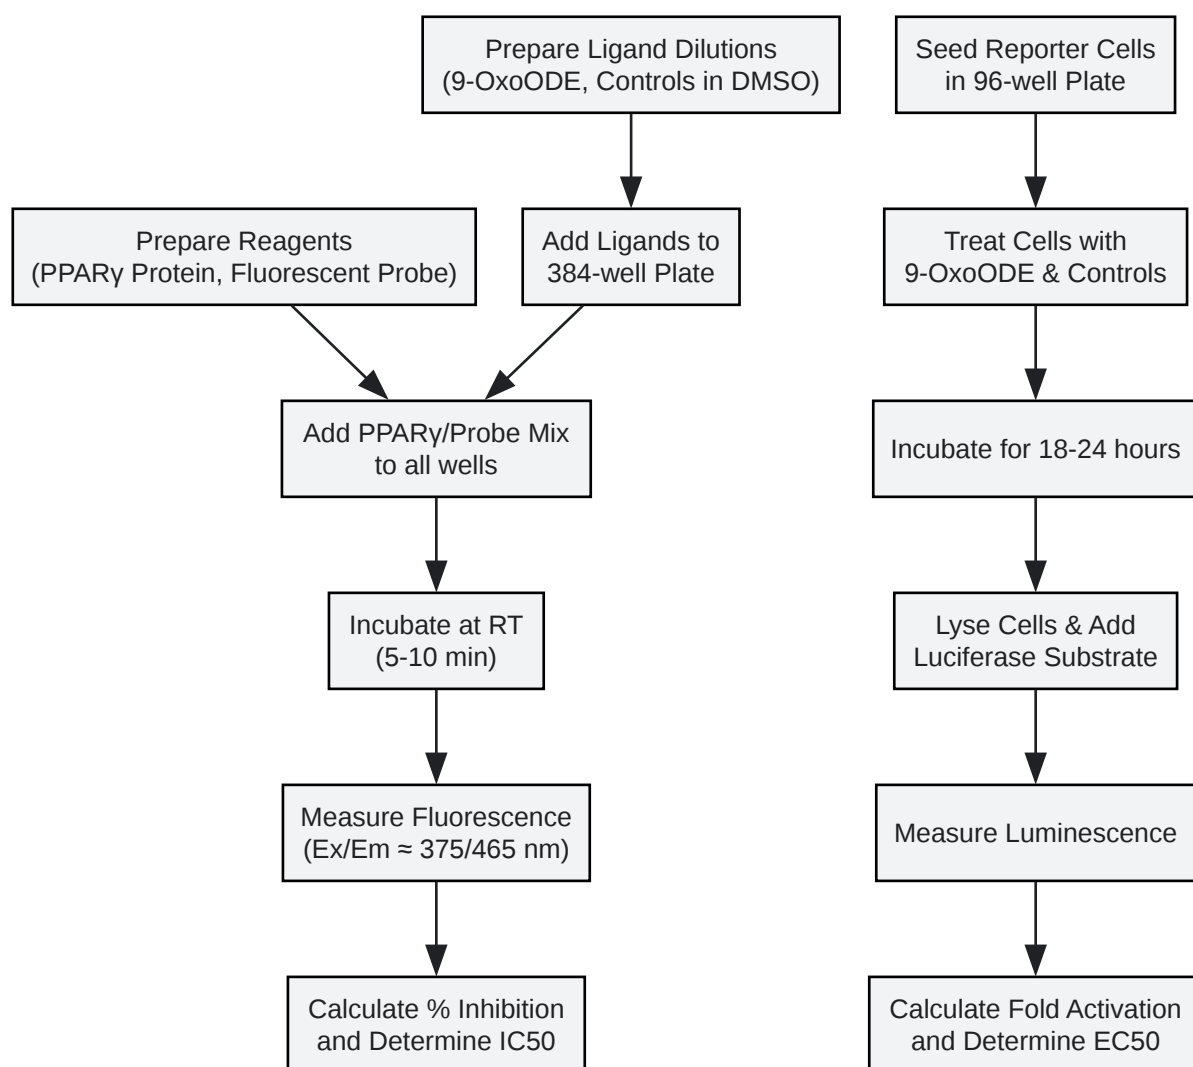 Prepare Ligand Dilutions
(9-OxoODE, Controls in DMSO)
Seed Reporter Cells
in 96-well Plate
Prepare Reagents
(PPARγ Protein, Fluorescent Probe)
Add Ligands to
384-well Plate
Treat Cells with
9-OxoODE & Controls
Add PPARγ/Probe Mix
to all wells
Incubate for 18-24 hours
Incubate at RT
(5-10 min)
Lyse Cells & Add
Luciferase Substrate
Measure Fluorescence
(Ex/Em ≈ 375/465 nm)
Measure Luminescence
Calculate % Inhibition
and Determine IC50
Calculate Fold Activation
and Determine EC50